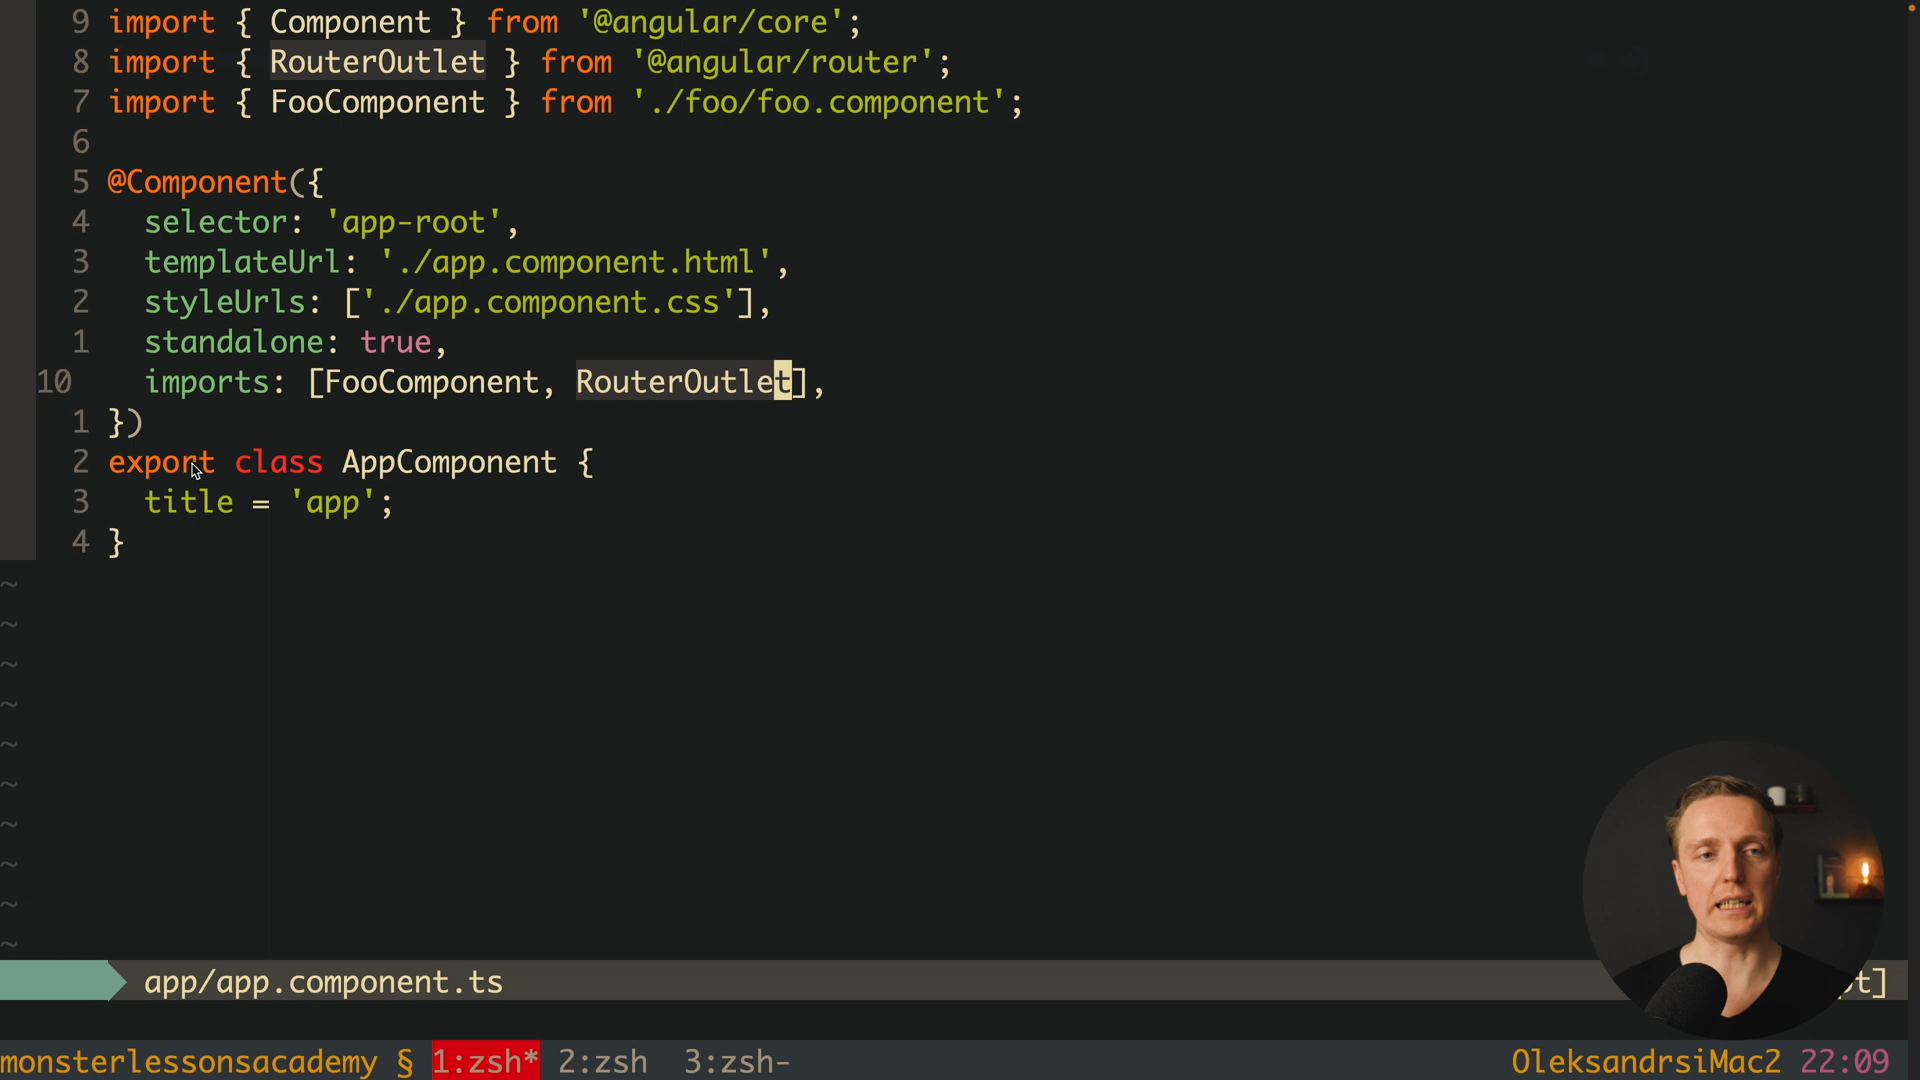 9 import { Component } from '@angular/core';
8 import { RouterOutlet } from '@angular/router';
7 import { FooComponent } from './foo/foo.component';
6
5 @Component({
4   selector: 'app-root',
3   templateUrl: './app.component.html',
2   styleUrls: ['./app.component.css'],
1   standalone: true,
10   imports: [FooComponent, RouterOutlet],
1 })
2 export class AppComponent {
3   title = 'app';
4 }
~
~
~
~
~
~
~
~
~
~
app/app.component.ts t]
monsterlessonsacademy § 1:zsh* 2:zsh 3:zsh- OleksandrsiMac2 22:09